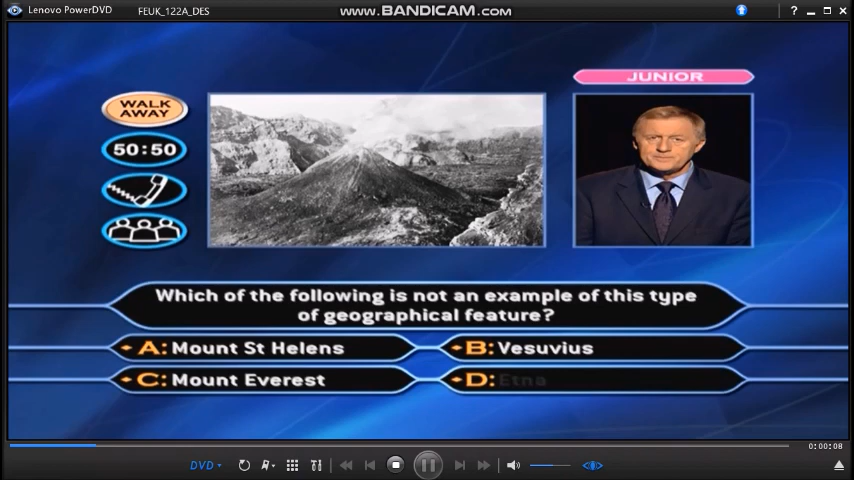 Lenovo PowerDVD
FEUK_122A_DES
www.BANDICAM.com
?
JUNIOR
WALK
AWAY
50:50
Which of the following is not an example of this type
of geographical feature?
A: Mount St Helens
B: Vesuvius
C: Mount Everest
D: Etna
DVD
0:00:08